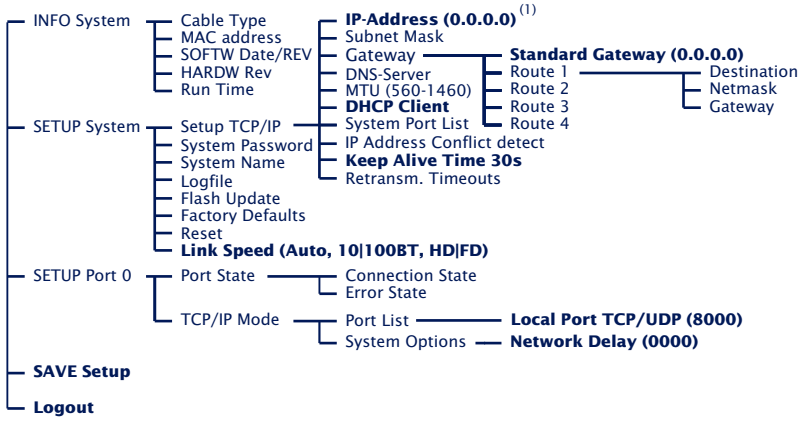 INFO System
Cable Type
MAC address
SOFTW Date/REV
HARDW Rev
Run Time
SETUP System
Setup TCP/IP
IP-Address (0.0.0.0) (1)
Subnet Mask
Gateway
Standard Gateway (0.0.0.0)
Route 1
Destination
Netmask
Gateway
Route 2
Route 3
Route 4
DNS-Server
MTU (560-1460)
DHCP Client
System Port List
IP Address Conflict detect
Keep Alive Time 30s
Retransm. Timeouts
System Password
System Name
Logfile
Flash Update
Factory Defaults
Reset
Link Speed (Auto, 10|100BT, HD|FD)
SETUP Port 0
Port State
Connection State
Error State
TCP/IP Mode
Port List
Local Port TCP/UDP (8000)
System Options
Network Delay (0000)
SAVE Setup
Logout